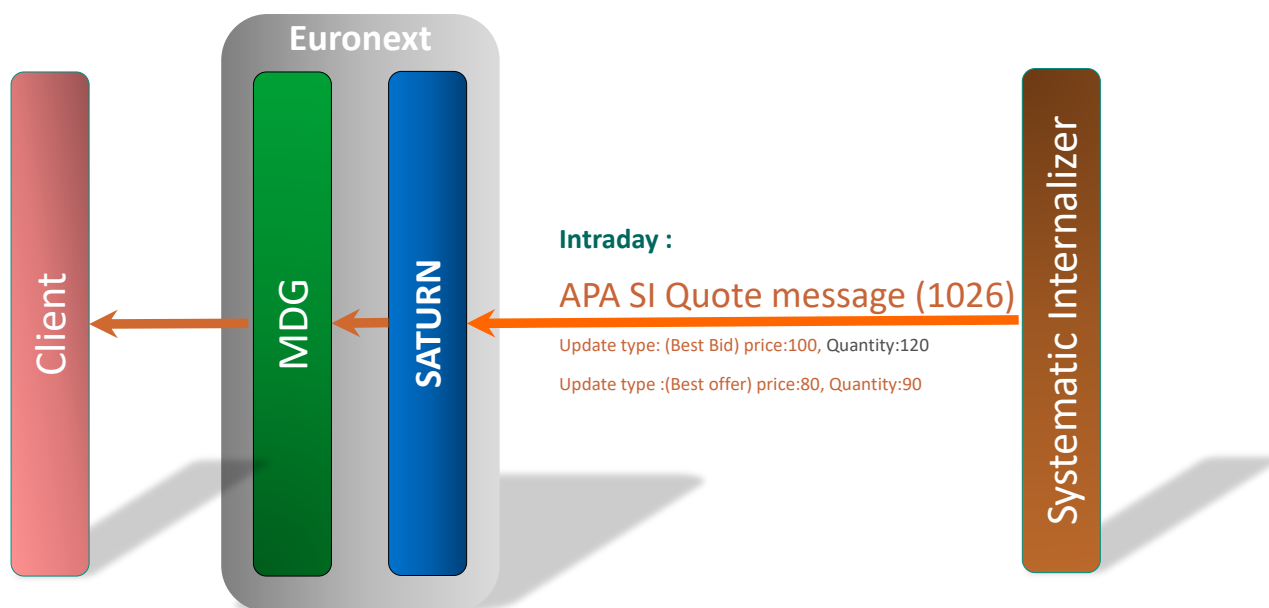 Euronext
Client
MDG
SATURN
Intraday :
APA SI Quote message (1026)
Update type: (Best Bid) price:100, Quantity:120
Update type :(Best offer) price:80, Quantity:90
Systematic Internalizer